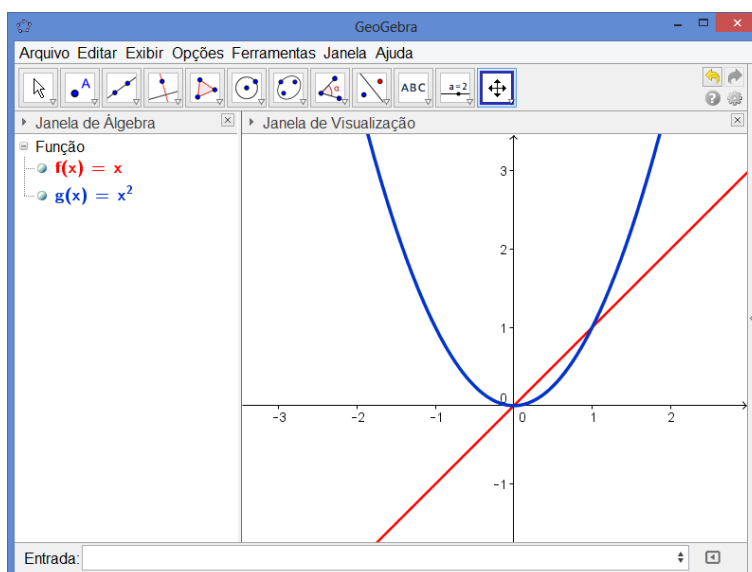 GeoGebra
Arquivo Editar Exibir Opções Ferramentas Janela Ajuda
A
α
ABC
a=2
Janela de Álgebra
Janela de Visualização
Função
f(x) = x
g(x) = x²
3
2
1
0
-3
-2
-1
0
1
2
-1
Entrada: